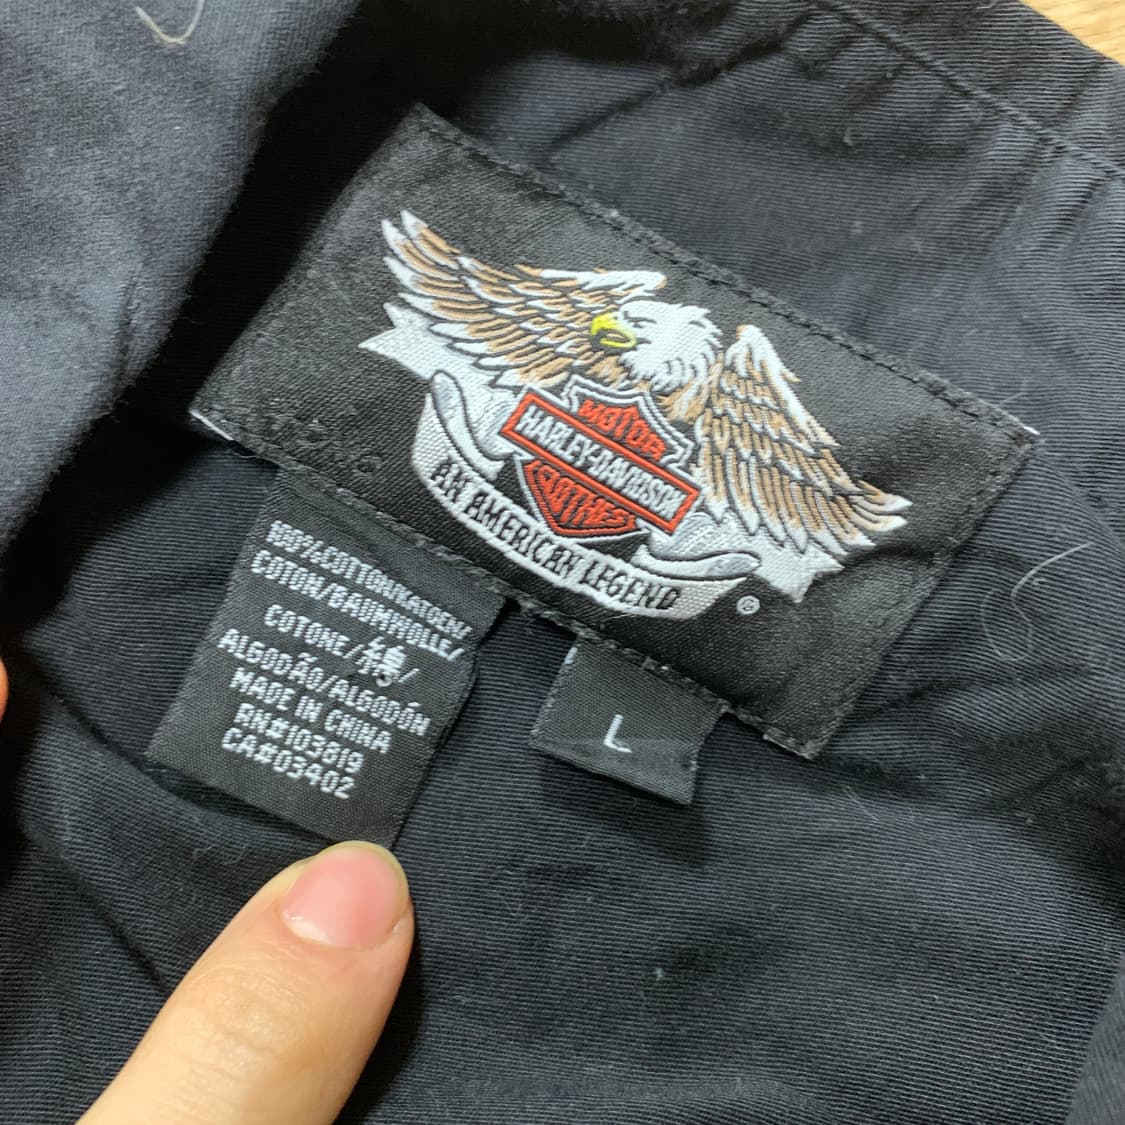 MOTOR
HARLEY-DAVIDSON
CLOTHES
AN AMERICAN LEGEND
®
L
100%COTTON/KATOEN/
COTON/BAUMWOLLE/
COTONE/綿/
ALGODÃO/ALGODÓN
MADE IN CHINA
RN#103819
CA#03402